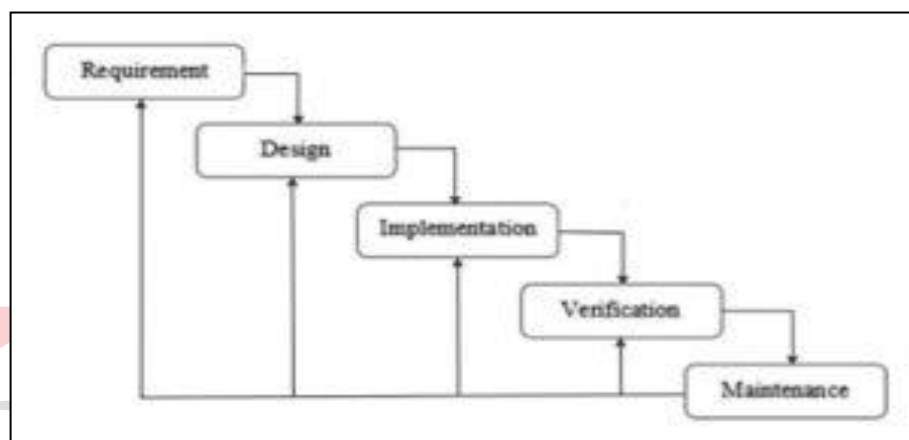 Requirement
Design
Implementation
Verification
Maintenance